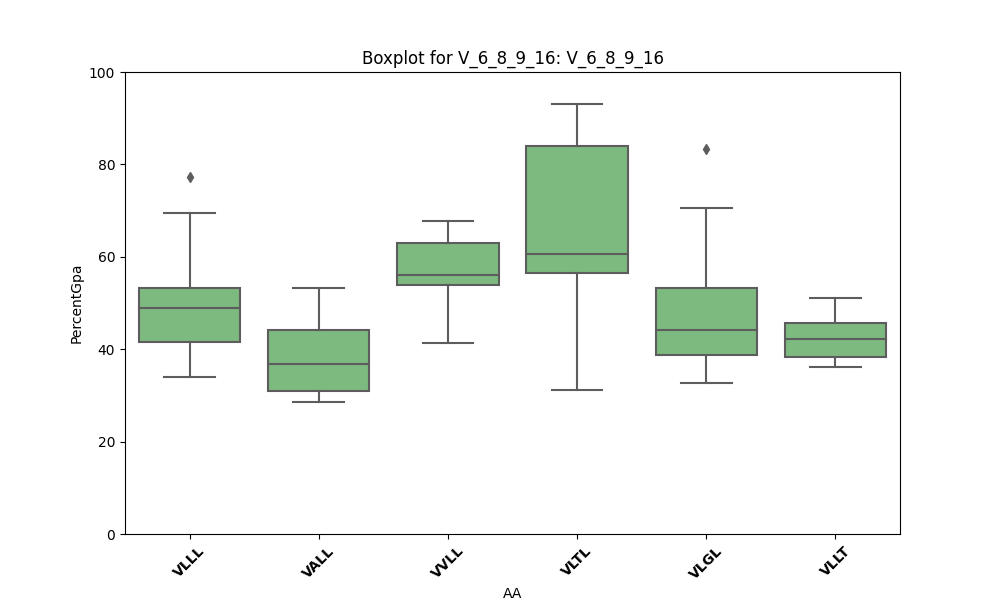 Boxplot for V_6_8_9_16: V_6_8_9_16
100
80
60
40
20
0
PercentGpa
VLLL
VALL
VVLL
VLTL
VLGL
VLLT
AA